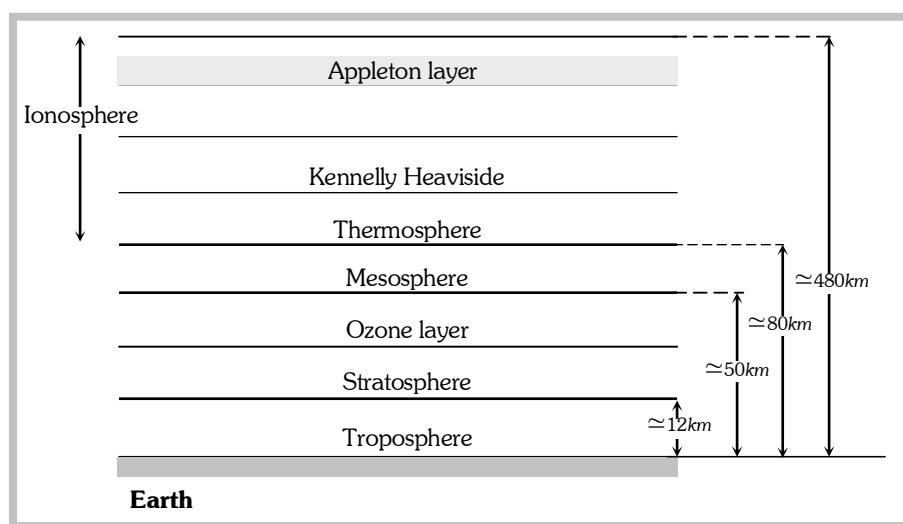 Appleton layer
Ionosphere
Kennelly Heaviside
Thermosphere
Mesosphere
≃480km
≃80km
Ozone layer
≃50km
Stratosphere
≃12km
Troposphere
Earth